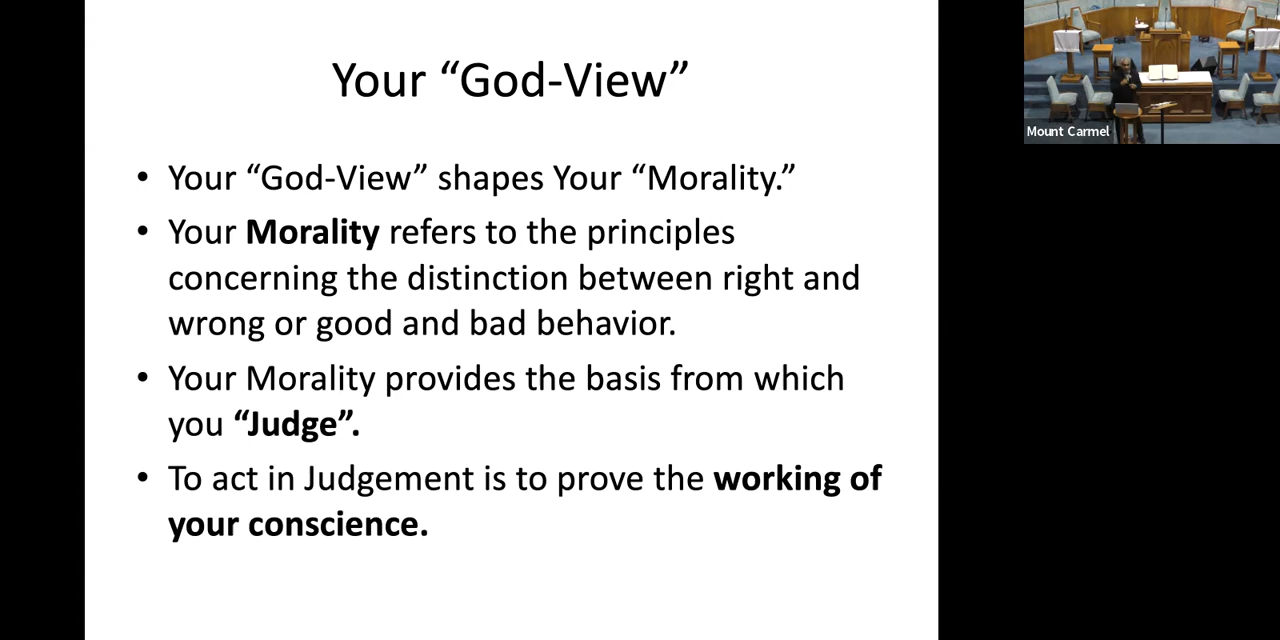 Your “God-View”
• Your “God-View” shapes Your “Morality.”
• Your Morality refers to the principles
concerning the distinction between right and
wrong or good and bad behavior.
• Your Morality provides the basis from which
you “Judge”.
• To act in Judgement is to prove the working of
your conscience.
Mount Carmel